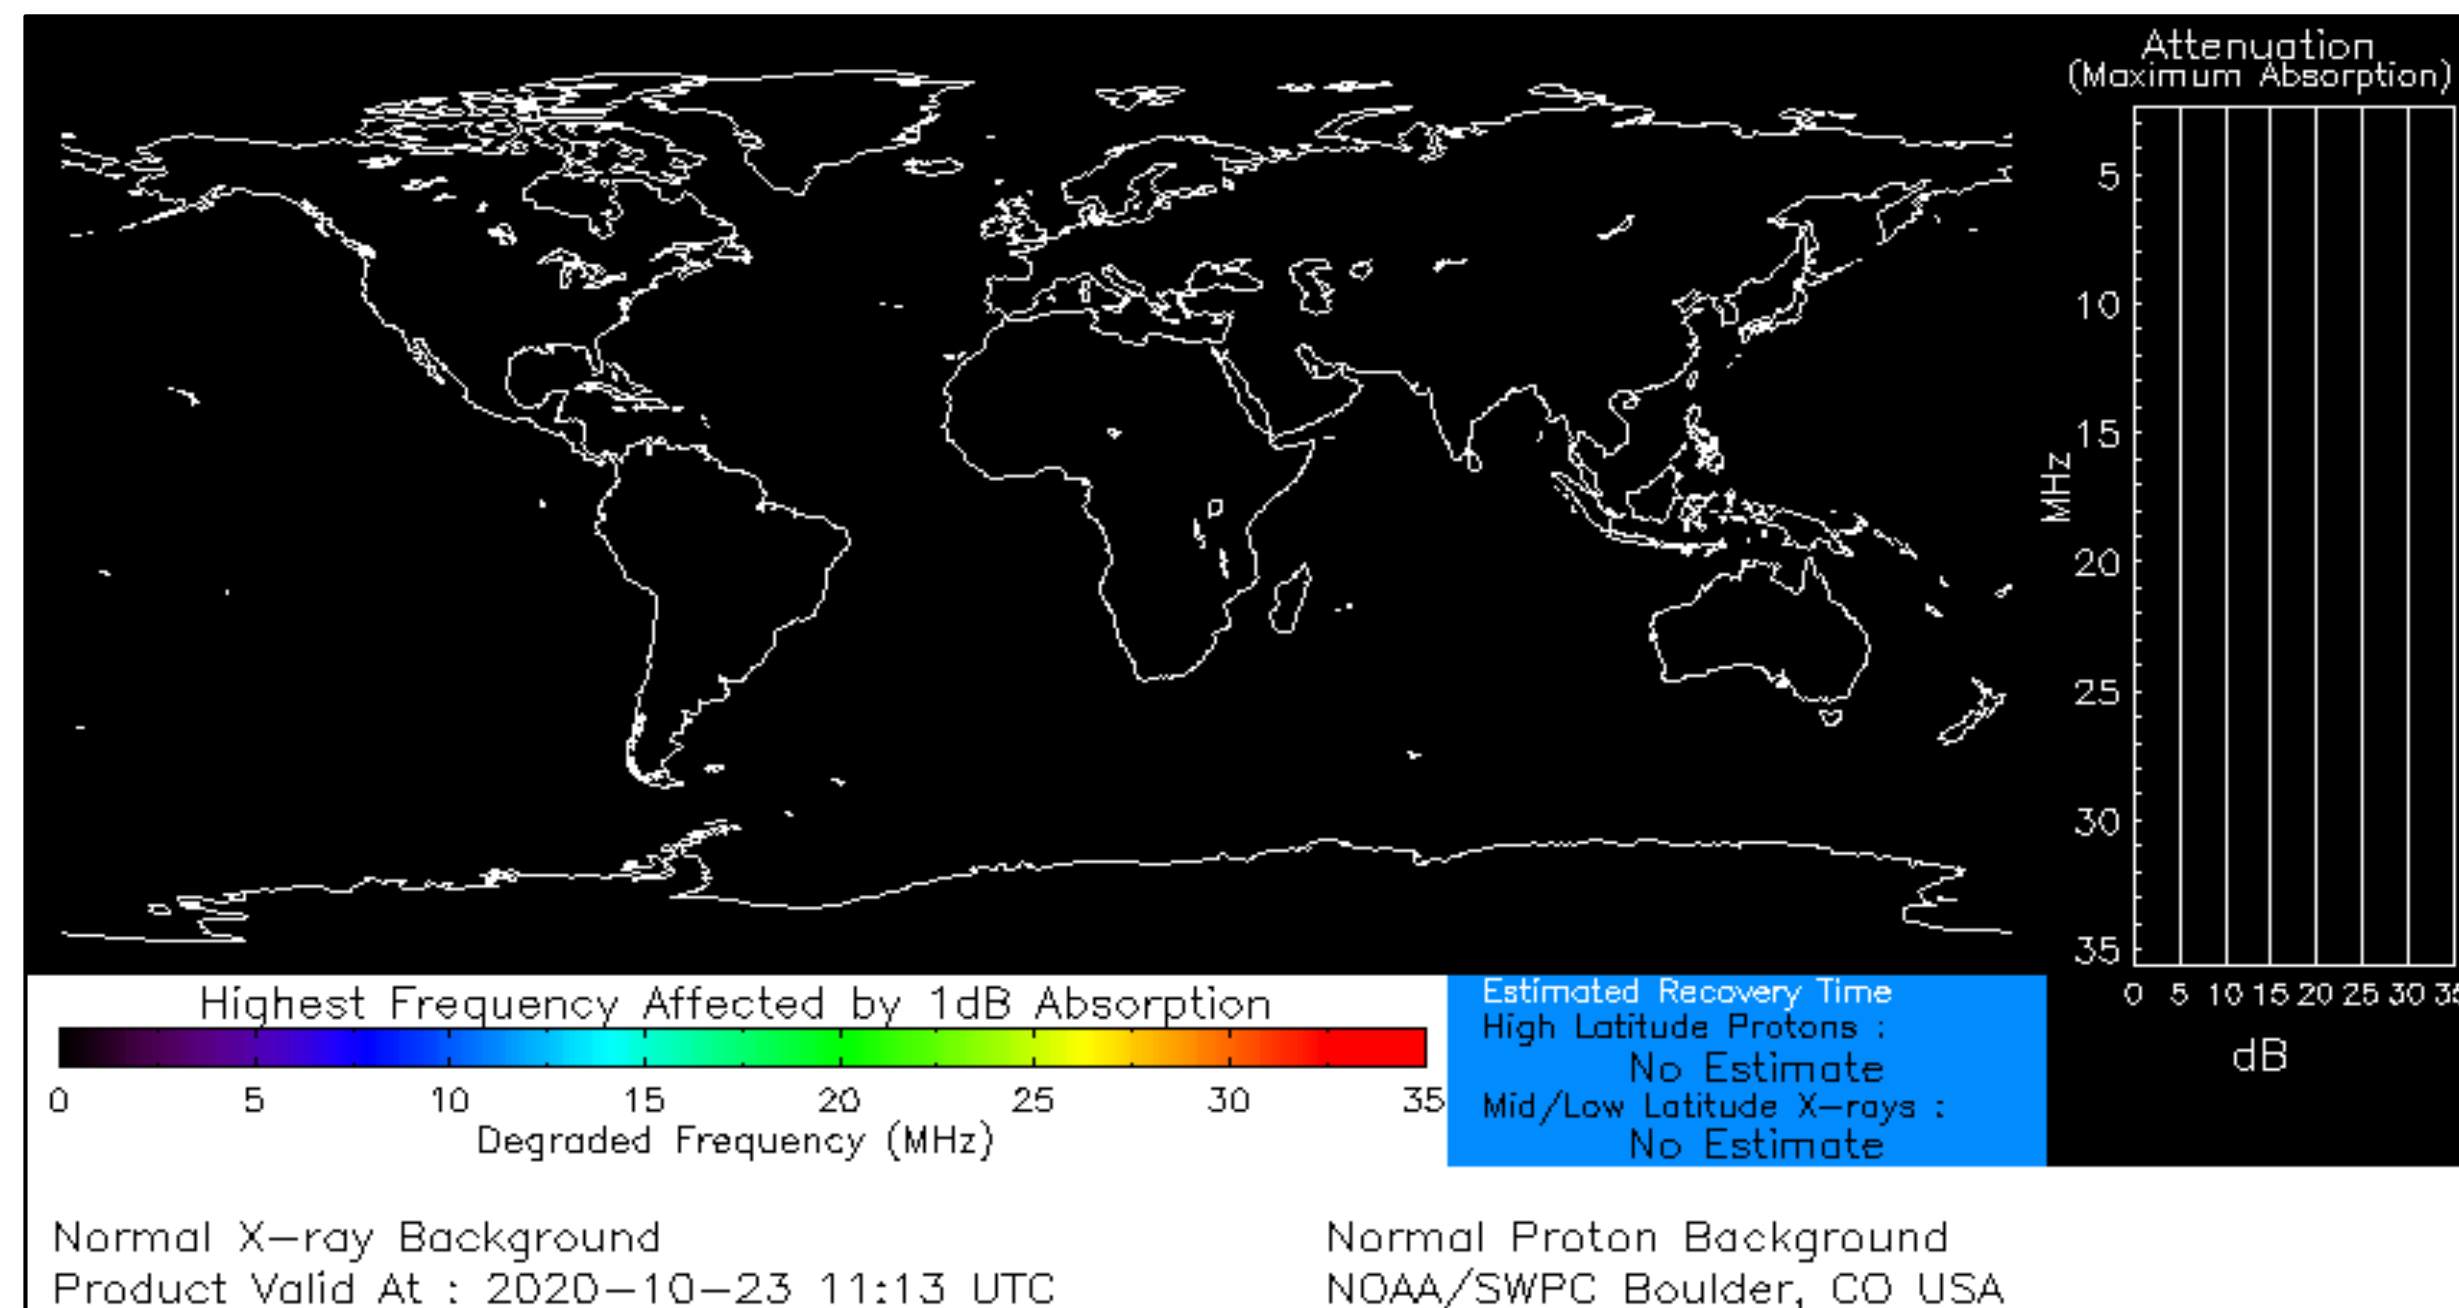 Attenuation
(Maximum Absorption)
5
10
15
20
25
30
35
MHz
0 5 10 15 20 25 30 35
dB
Highest Frequency Affected by 1dB Absorption
0 5 10 15 20 25 30 35
Degraded Frequency (MHz)
Estimated Recovery Time
High Latitude Protons :
No Estimate
Mid/Low Latitude X-rays :
No Estimate
Normal X-ray Background
Normal Proton Background
Product Valid At : 2020-10-23 11:13 UTC
NOAA/SWPC Boulder, CO USA